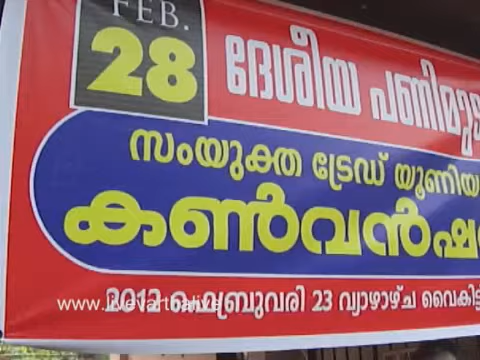 FEB.
28
ദേശീയ പണിമുട
സംയുക്ത ട്രേഡ് യൂണിയ
കൺവൻഷ
2012 ഫെബ്രുവരി 23 വ്യാഴാഴ്ച വൈകിട്ട്